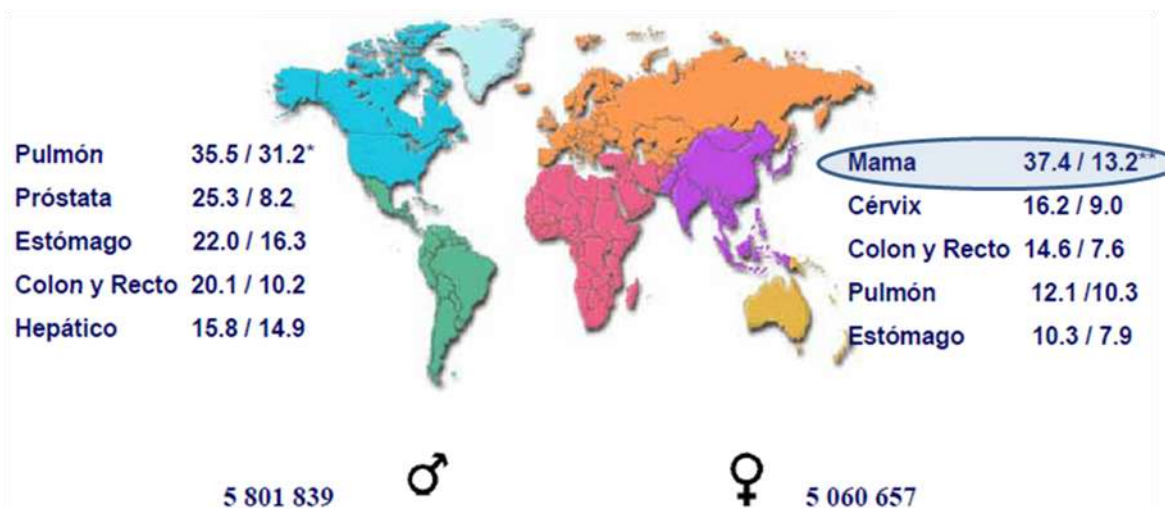 Pulmón 35.5 / 31.2*
Próstata 25.3 / 8.2
Estómago 22.0 / 16.3
Colon y Recto 20.1 / 10.2
Hepático 15.8 / 14.9
Mama 37.4 / 13.2**
Cérvix 16.2 / 9.0
Colon y Recto 14.6 / 7.6
Pulmón 12.1 /10.3
Estómago 10.3 / 7.9
♂
5 801 839
♀
5 060 657